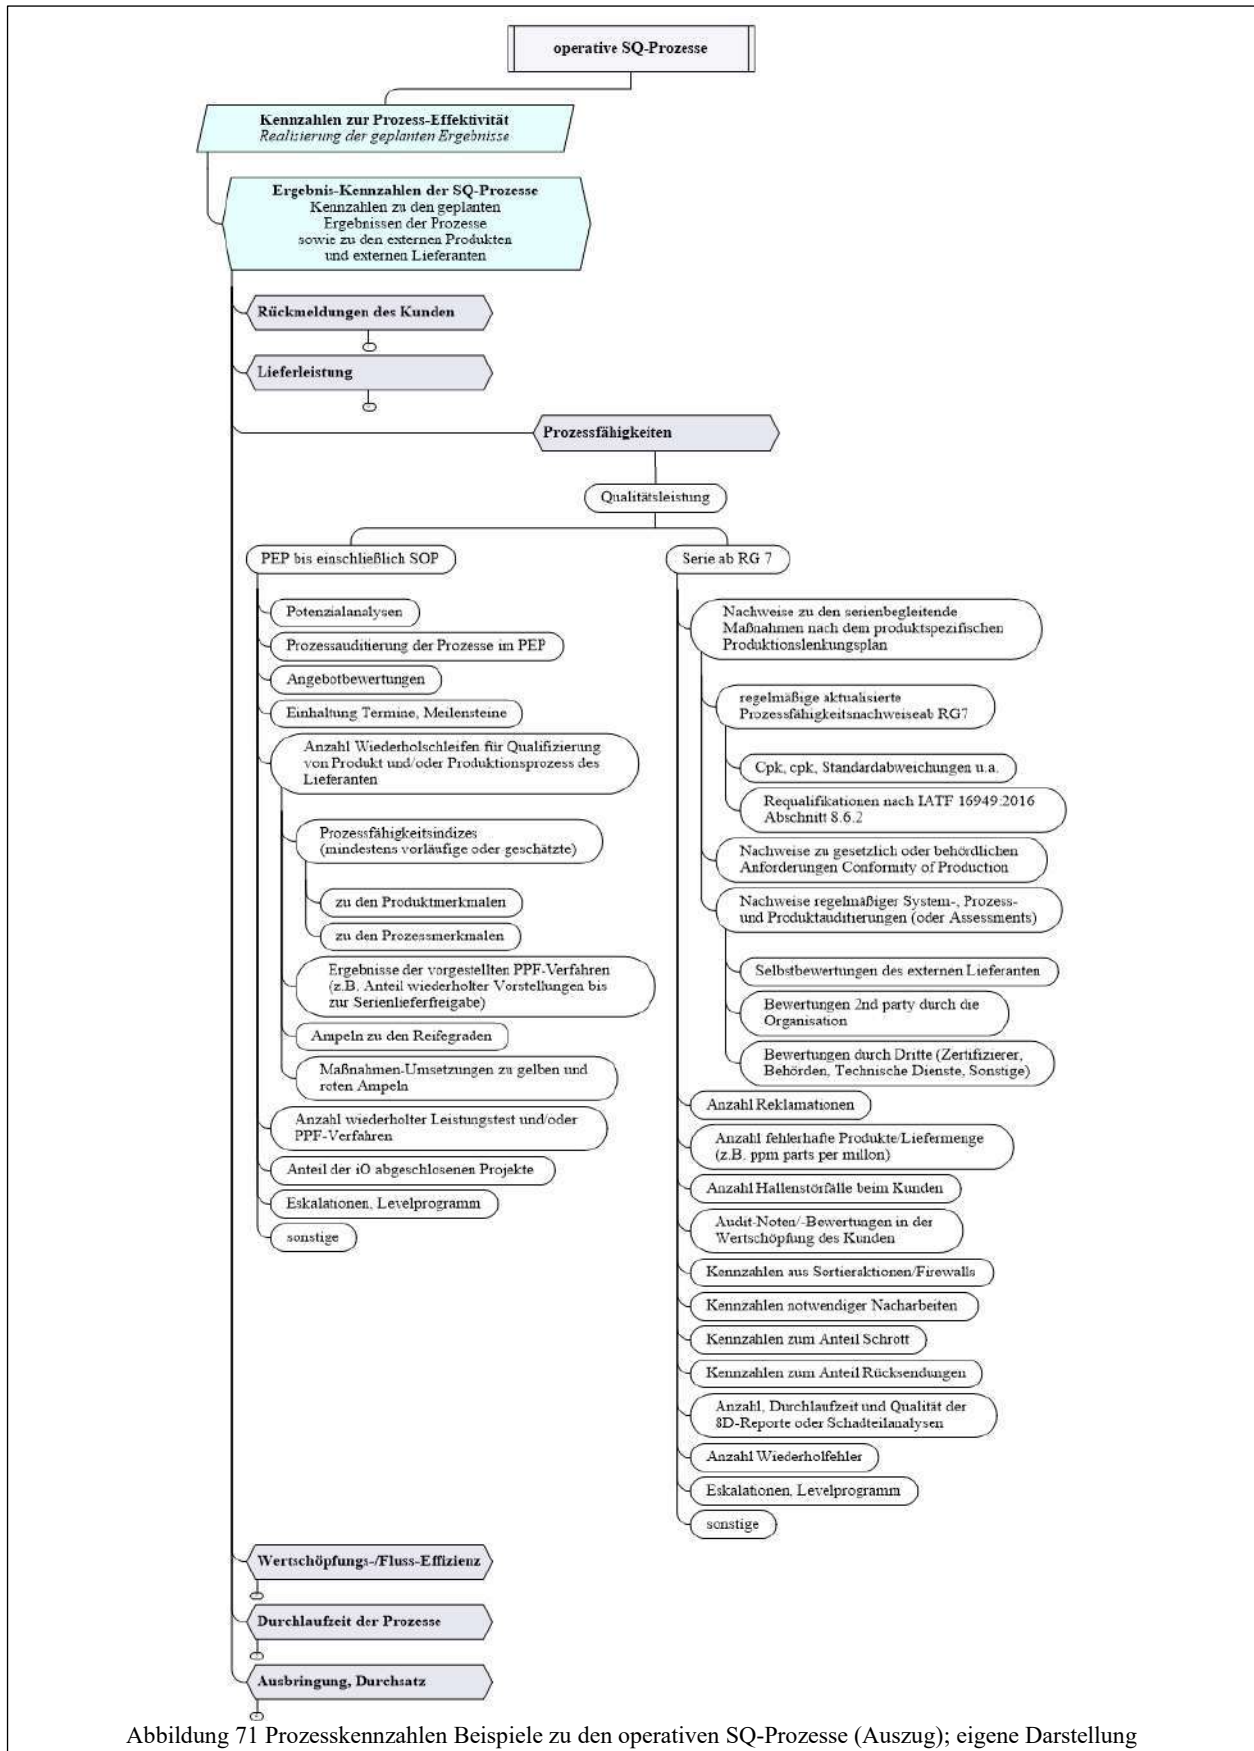 operative SQ-Prozesse
Kennzahlen zur Prozess-Effektivität
Realisierung der geplanten Ergebnisse
Ergebnis-Kennzahlen der SQ-Prozesse
Kennzahlen zu den geplanten
Ergebnissen der Prozesse
sowie zu den externen Produkten
und externen Lieferanten
Rückmeldungen des Kunden
Lieferleistung
Prozessfähigkeiten
Qualitätsleistung
PEP bis einschließlich SOP
Potenzialanalysen
Prozessauditierung der Prozesse im PEP
Angebotbewertungen
Einhaltung Termine, Meilensteine
Anzahl Wiederholschleifen für Qualifizierung
von Produkt und/oder Produktionsprozess des
Lieferanten
Prozessfähigkeitsindizes
(mindestens vorläufige oder geschätzte)
zu den Produktmerkmalen
zu den Prozessmerkmalen
Ergebnisse der vorgestellten PPF-Verfahren
(z.B. Anteil wiederholter Vorstellungen bis
zur Serienlieferfreigabe)
Ampeln zu den Reifegraden
Maßnahmen-Umsetzungen zu gelben und
roten Ampeln
Anzahl wiederholter Leistungstest und/oder
PPF-Verfahren
Anteil der iO abgeschlosenen Projekte
Eskalationen, Levelprogramm
sonstige
Serie ab RG 7
Nachweise zu den serienbegleitende
Maßnahmen nach dem produktspezifischen
Produktionslenkungsplan
regelmäßige aktualisierte
Prozessfähigkeitsnachweiseab RG7
Cpk, cpk, Standardabweichungen u.a.
Requalifikationen nach IATF 16949:2016
Abschnitt 8.6.2
Nachweise zu gesetzlich oder behördlichen
Anforderungen Conformity of Production
Nachweise regelmäßiger System-, Prozess-
und Produktauditierungen (oder Assessments)
Selbstbewertungen des externen Lieferanten
Bewertungen 2nd party durch die
Organisation
Bewertungen durch Dritte (Zertifizierer,
Behörden, Technische Dienste, Sonstige)
Anzahl Reklamationen
Anzahl fehlerhafte Produkte/Liefermenge
(z.B. ppm parts per millon)
Anzahl Hallenstörfälle beim Kunden
Audit-Noten/-Bewertungen in der
Wertschöpfung des Kunden
Kennzahlen aus Sortieraktionen/Firewalls
Kennzahlen notwendiger Nacharbeiten
Kennzahlen zum Anteil Schrott
Kennzahlen zum Anteil Rücksendungen
Anzahl, Durchlaufzeit und Qualität der
8D-Reporte oder Schadteilanalysen
Anzahl Wiederholfehler
Eskalationen, Levelprogramm
sonstige
Wertschöpfungs-/Fluss-Effizienz
Durchlaufzeit der Prozesse
Ausbringung, Durchsatz
Abbildung 71 Prozesskennzahlen Beispiele zu den operativen SQ-Prozesse (Auszug); eigene Darstellung